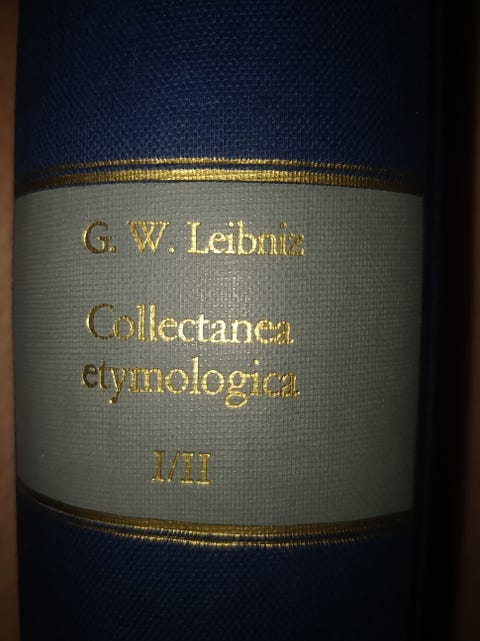 G. W. Leibniz
Collectanea
etymologica
I/II